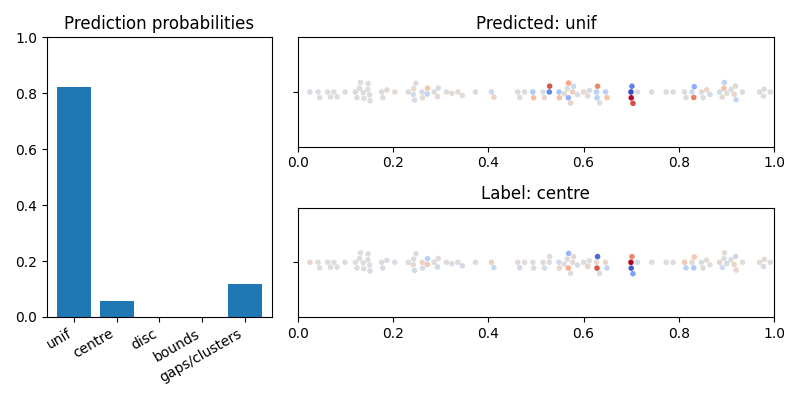 Prediction probabilities
1.0
0.8
0.6
0.4
0.2
0.0
unif
centre
disc
bounds
gaps/clusters
Predicted: unif
0.0 0.2 0.4 0.6 0.8 1.0
Label: centre
0.0 0.2 0.4 0.6 0.8 1.0